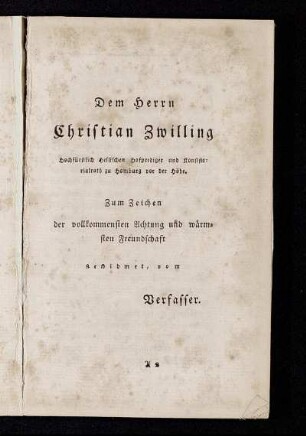 Dem Herrn
Christian Zwilling
Hochfürstlich Hessischen Hofprediger und Konsisto-
rialrath zu Homburg vor der Höhe.
Zum Zeichen
der vollkommensten Achtung und wärm-
sten Freundschaft
gewidmet, vom
Verfasser.